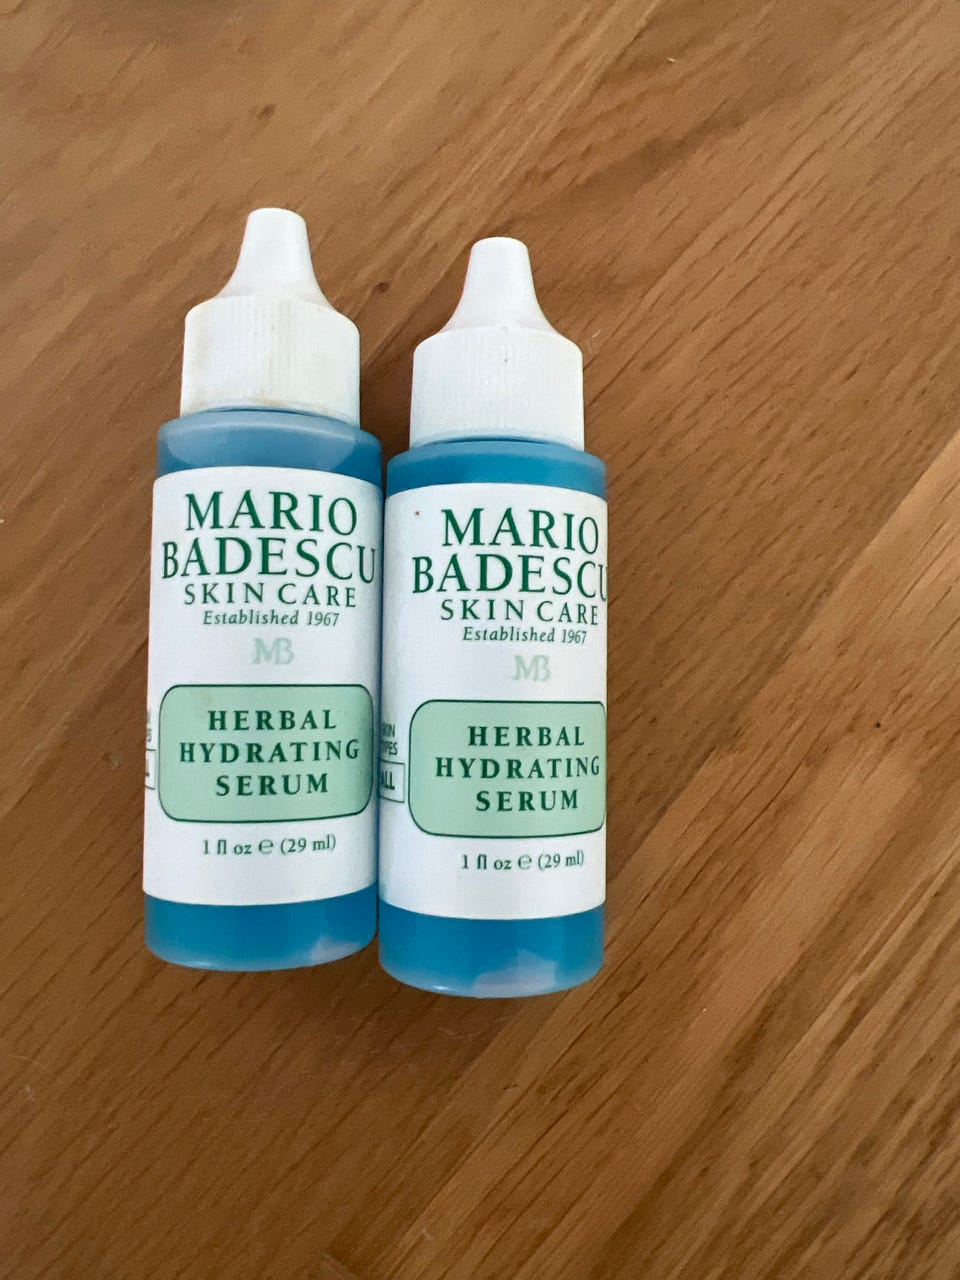 MARIO
BADESCU
SKIN CARE
Established 1967
MB
HERBAL
HYDRATING
SERUM
1 fl oz ℮ (29 ml)
MARIO
BADESCU
SKIN CARE
Established 1967
MB
ALL
HERBAL
HYDRATING
SERUM
1 fl oz ℮ (29 ml)